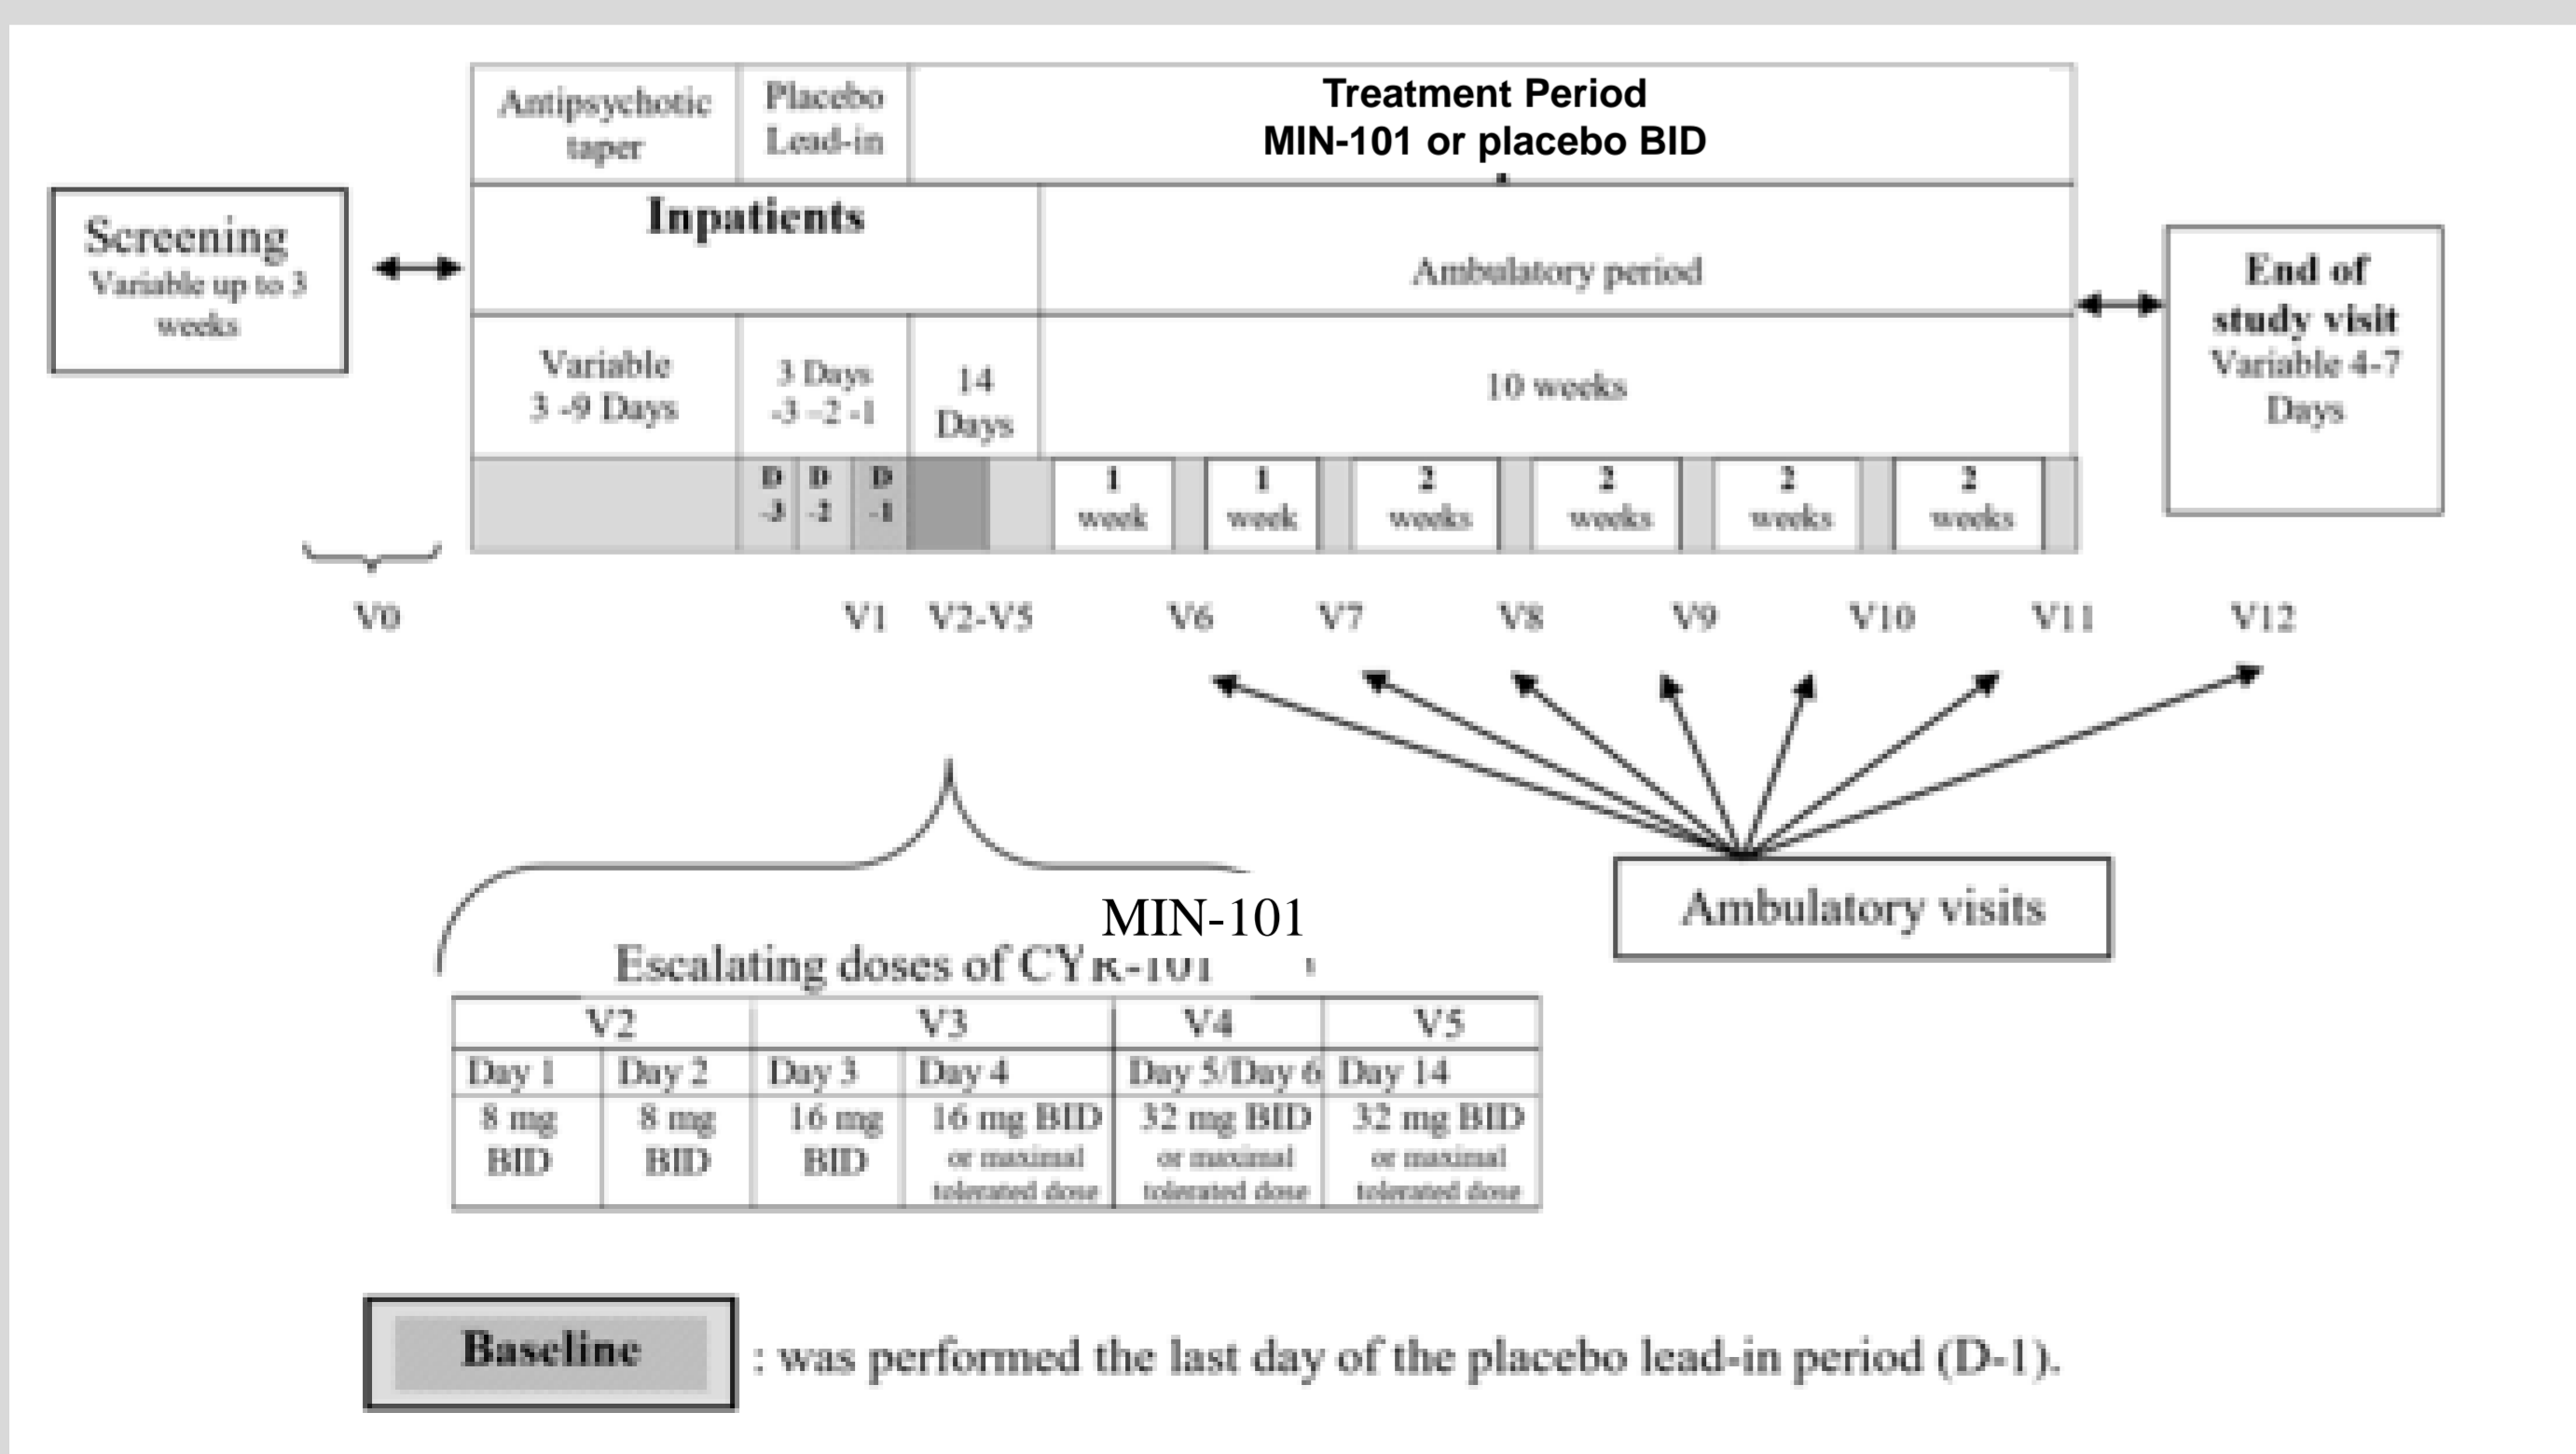 Antipsychotic
taper
Placebo
Lead-in
Treatment Period
MIN-101 or placebo BID
Screening
Variable up to 3
weeks
Inpatients
Ambulatory period
End of
study visit
Variable 4-7
Days
Variable
3 -9 Days
3 Days
-3 -2 -1
14
Days
10 weeks
D
-3
D
-2
D
-1
1
week
1
week
2
weeks
2
weeks
2
weeks
2
weeks
V0
V1
V2-V5
V6
V7
V8
V9
V10
V11
V12
Ambulatory visits
MIN-101
Escalating doses of CYR-101
V2
V3
V4
V5
Day 1
Day 2
Day 3
Day 4
Day 5/Day 6
Day 14
8 mg
BID
8 mg
BID
16 mg
BID
16 mg BID
or maximal
tolerated dose
32 mg BID
or maximal
tolerated dose
32 mg BID
or maximal
tolerated dose
Baseline
: was performed the last day of the placebo lead-in period (D-1).